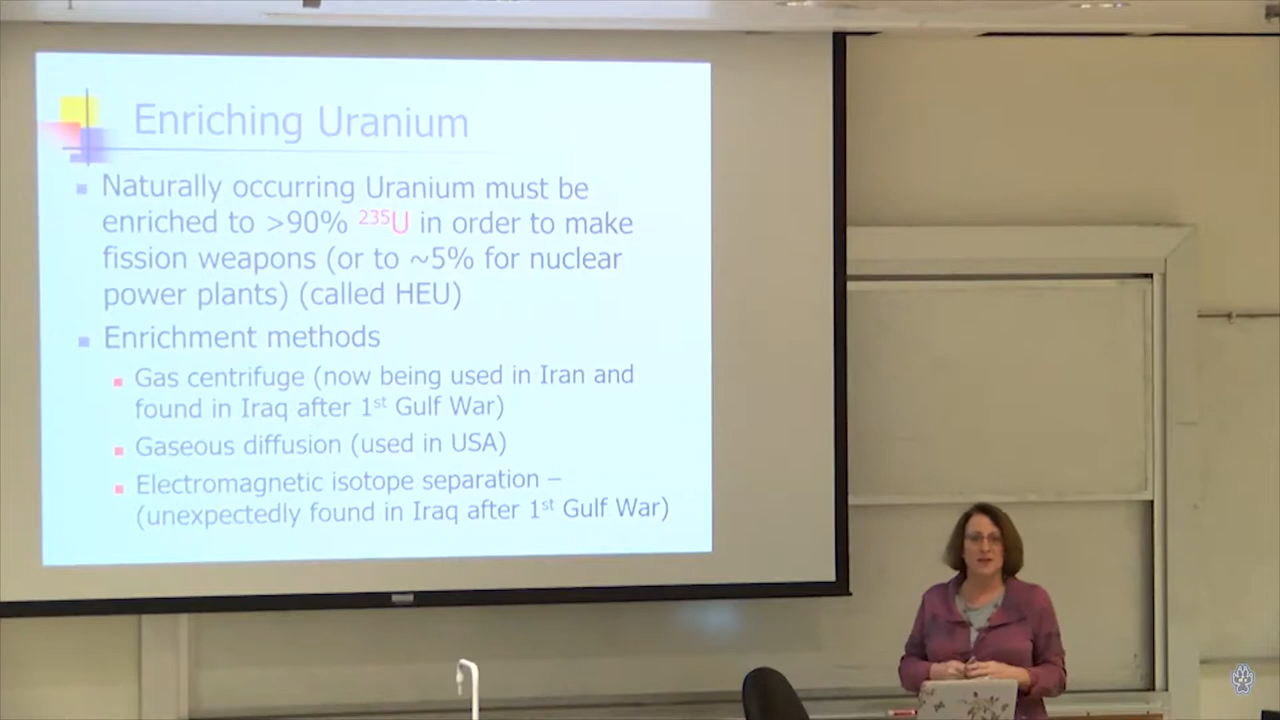 Enriching Uranium
Naturally occurring Uranium must be
enriched to >90% ²³⁵U in order to make
fission weapons (or to ~5% for nuclear
power plants) (called HEU)
Enrichment methods
Gas centrifuge (now being used in Iran and
found in Iraq after 1ˢᵗ Gulf War)
Gaseous diffusion (used in USA)
Electromagnetic isotope separation –
(unexpectedly found in Iraq after 1ˢᵗ Gulf War)